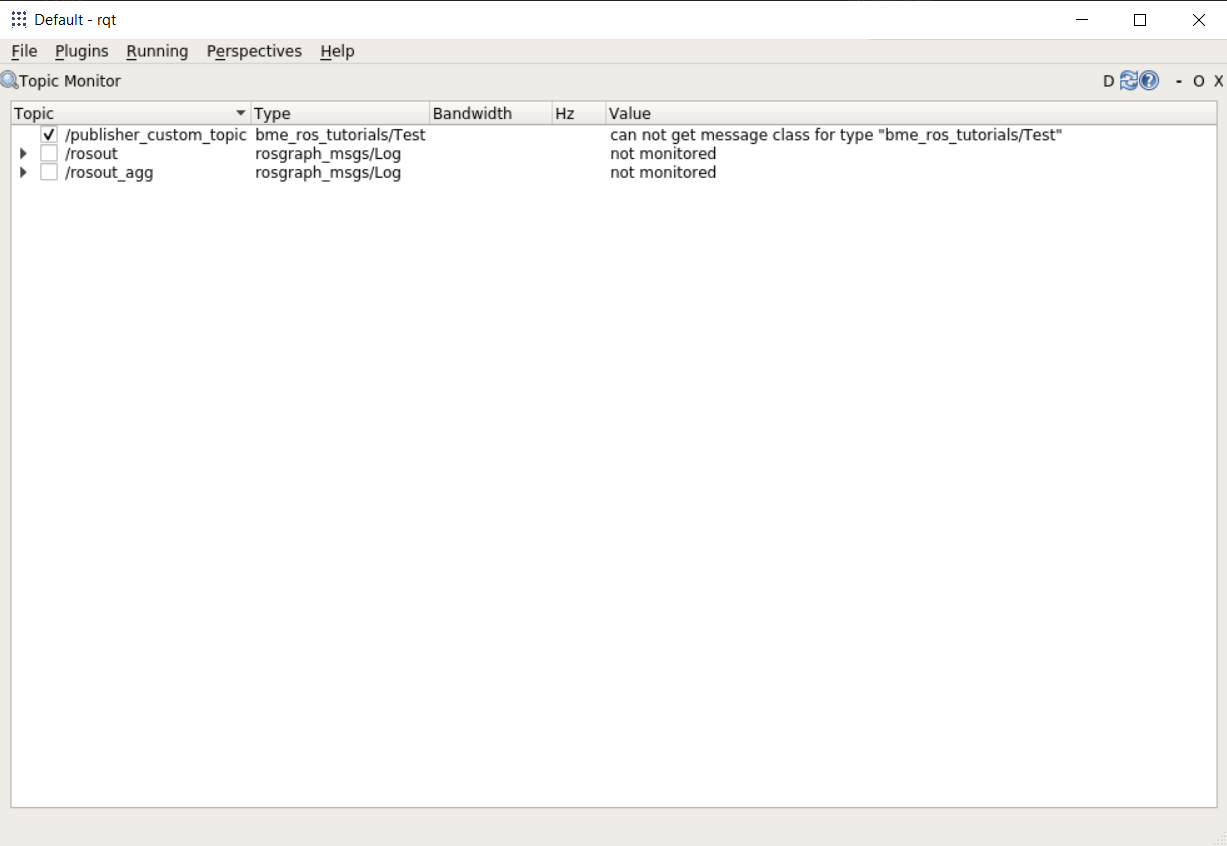 Default - rqt
File Plugins Running Perspectives Help
Topic Monitor D - O X
Topic Type Bandwidth Hz Value
/publisher_custom_topic bme_ros_tutorials/Test can not get message class for type "bme_ros_tutorials/Test"
/rosout rosgraph_msgs/Log not monitored
/rosout_agg rosgraph_msgs/Log not monitored